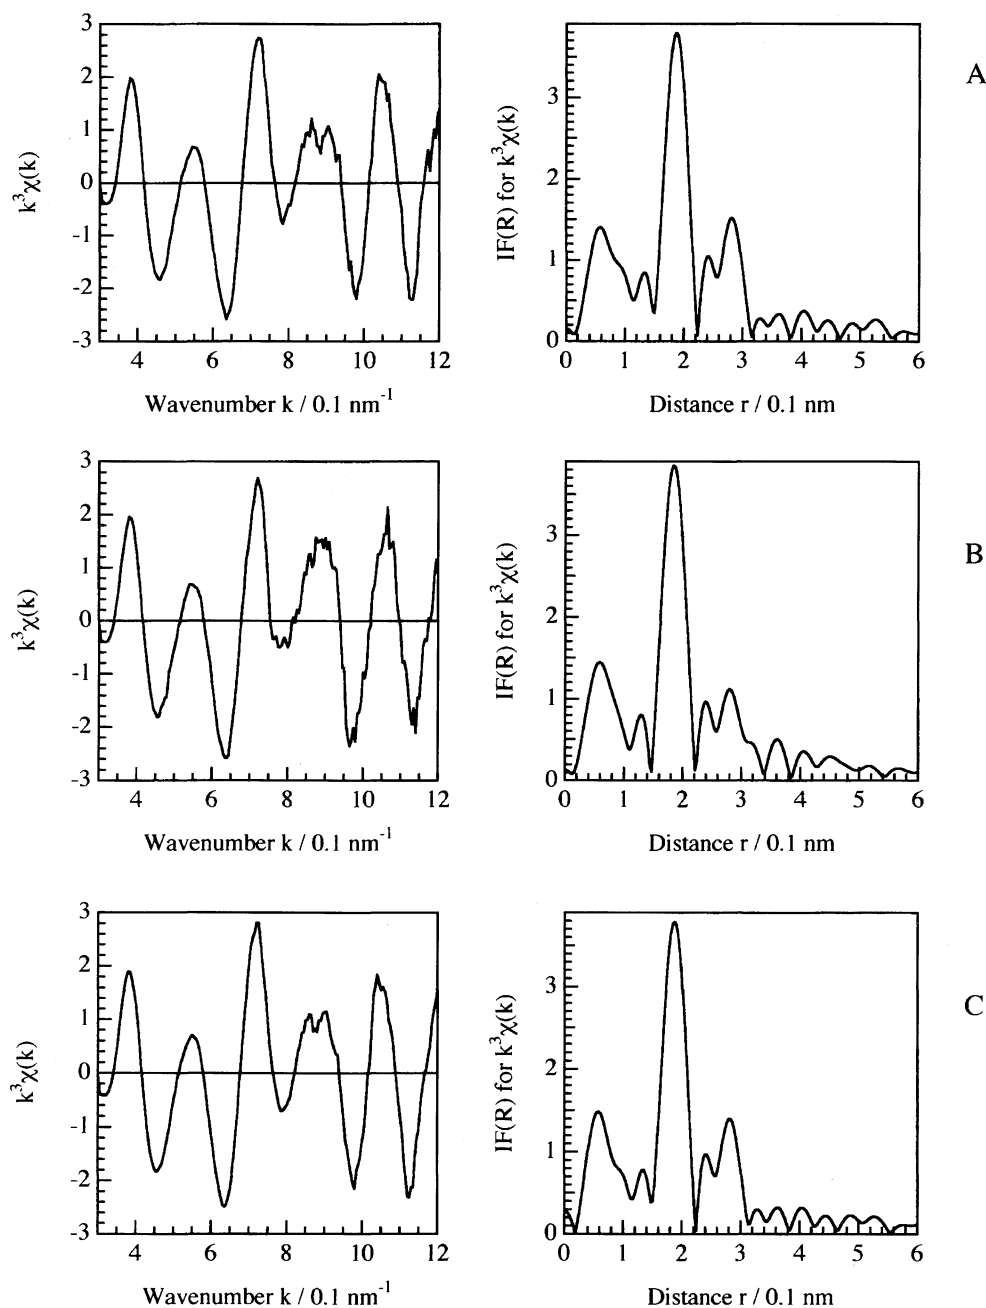 3
2
1
0
-1
-2
-3
k³χ(k)
4 6 8 10 12
Wavenumber k / 0.1 nm⁻¹
3
2
1
0
IF(R) for k³χ(k)
0 1 2 3 4 5 6
Distance r / 0.1 nm
A
3
2
1
0
-1
-2
-3
k³χ(k)
4 6 8 10 12
Wavenumber k / 0.1 nm⁻¹
3
2
1
0
IF(R) for k³χ(k)
0 1 2 3 4 5 6
Distance r / 0.1 nm
B
3
2
1
0
-1
-2
-3
k³χ(k)
4 6 8 10 12
Wavenumber k / 0.1 nm⁻¹
3
2
1
0
IF(R) for k³χ(k)
0 1 2 3 4 5 6
Distance r / 0.1 nm
C